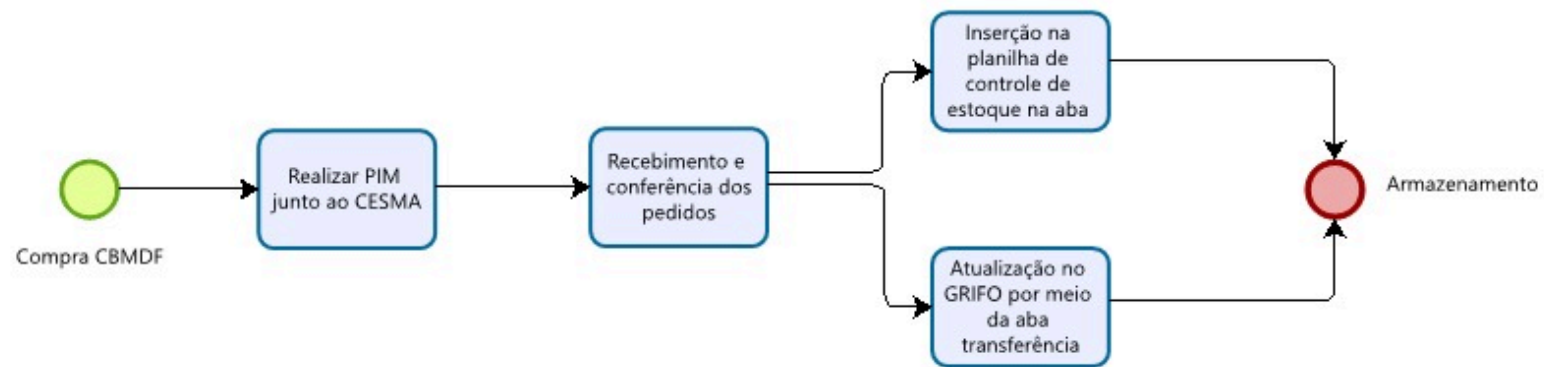 Compra CBMDF
Realizar PIM
junto ao CESMA
Recebimento e
conferência dos
pedidos
Inserção na
planilha de
controle de
estoque na aba
Atualização no
GRIFO por meio
da aba
transferência
Armazenamento